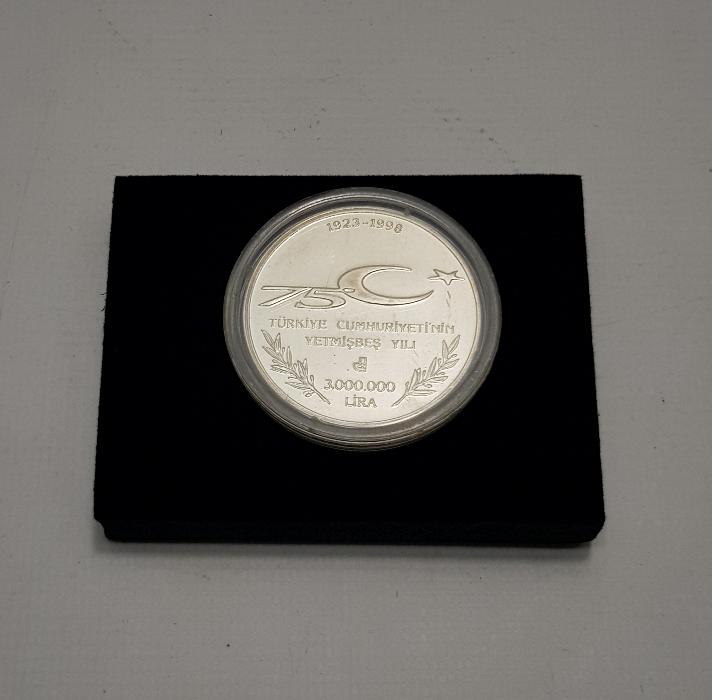 1923-1998
75
TÜRKİYE CUMHURİYETİ'NİN
YETMİŞBEŞ YILI
3.000.000
LİRA